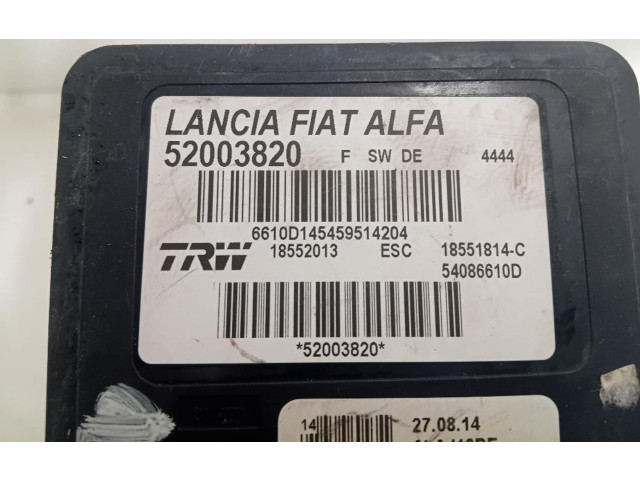 LANCIA FIAT ALFA
52003820 F SW DE 4444
6610D145459514204
TRW 18552013 ESC 18551814-C
54086610D
*52003820*
14 27.08.14